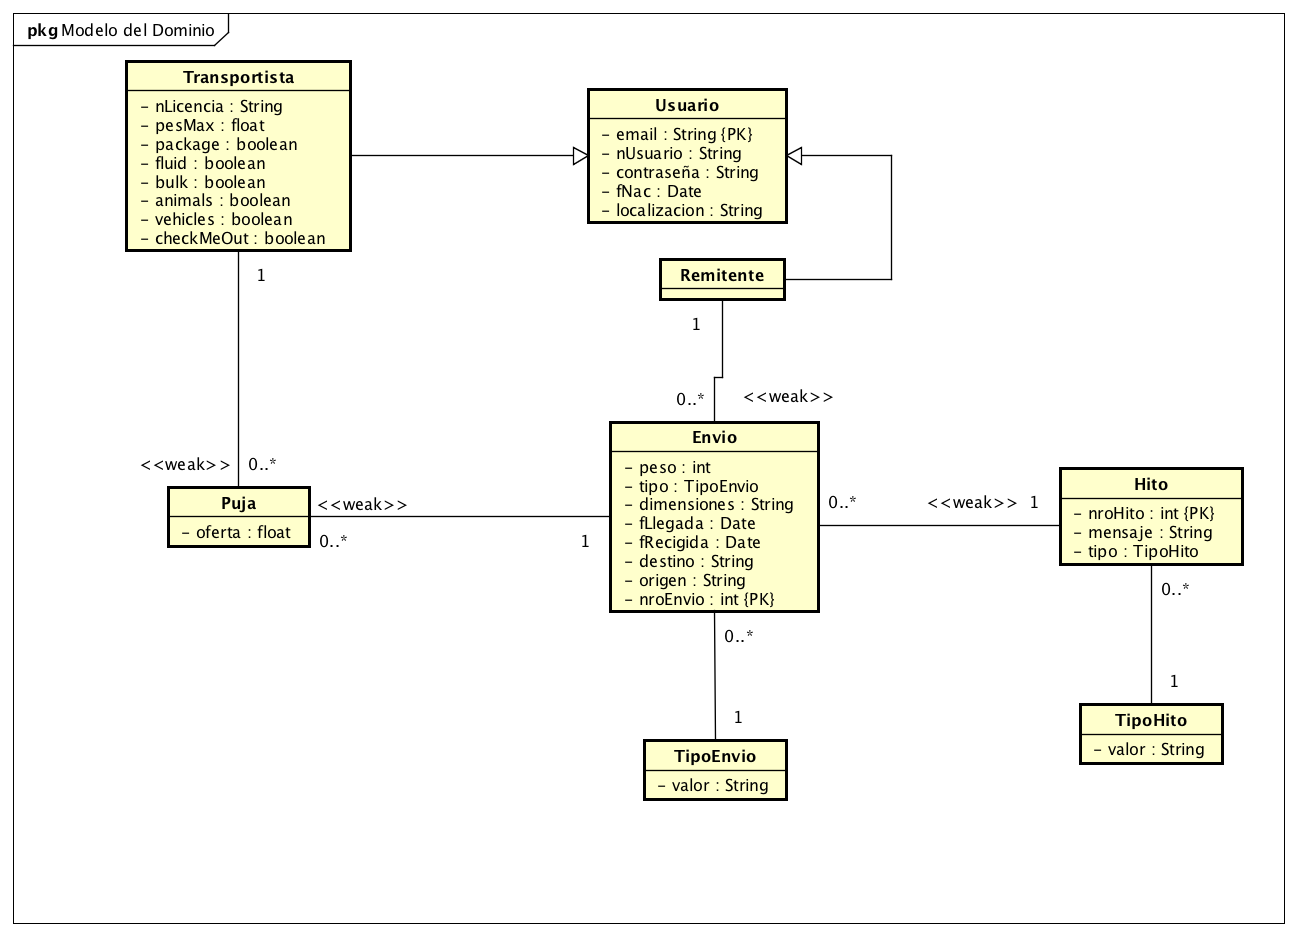 pkg Modelo del Dominio
Transportista
- nLicencia : String
- pesMax : float
- package : boolean
- fluid : boolean
- bulk : boolean
- animals : boolean
- vehicles : boolean
- checkMeOut : boolean
Usuario
- email : String {PK}
- nUsuario : String
- contraseña : String
- fNac : Date
- localizacion : String
Remitente
1
1
0..*
<<weak>>
<<weak>>
0..*
Puja
- oferta : float
<<weak>>
0..*
1
Envio
- peso : int
- tipo : TipoEnvio
- dimensiones : String
- fLlegada : Date
- fRecigida : Date
- destino : String
- origen : String
- nroEnvio : int {PK}
0..*
<<weak>>
1
Hito
- nroHito : int {PK}
- mensaje : String
- tipo : TipoHito
0..*
1
TipoHito
- valor : String
0..*
1
TipoEnvio
- valor : String